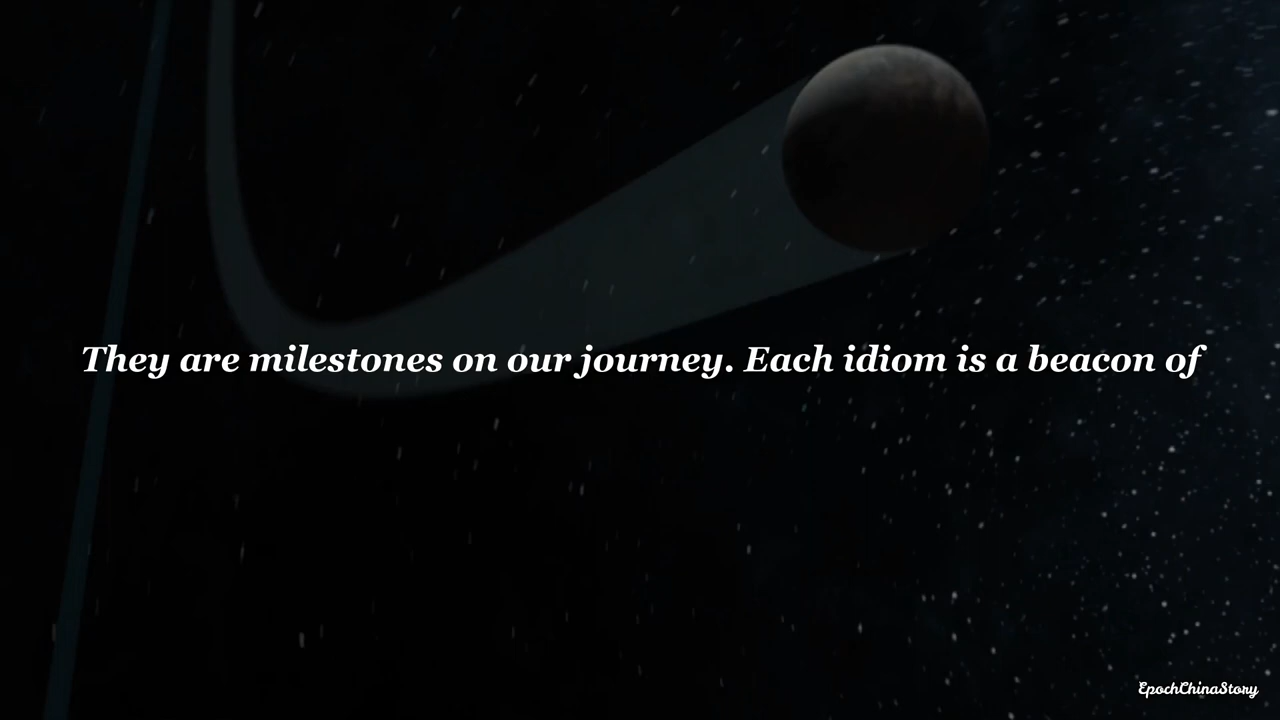 They are milestones on our journey. Each idiom is a beacon of
EpochChinaStory